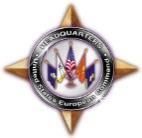 HEADQUARTERS
United States European Command